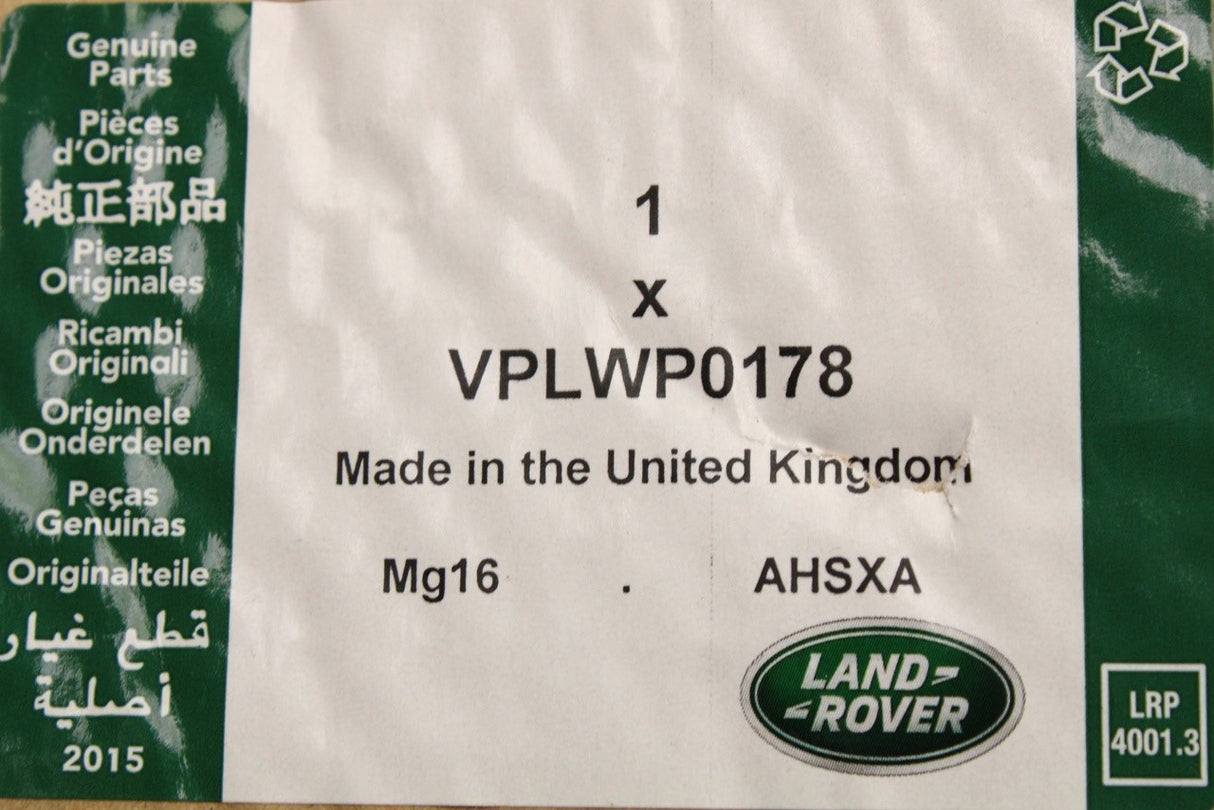 Genuine
Parts
Pièces
d'Origine
純正部品
Piezas
Originales
Ricambi
Originali
Originele
Onderdelen
Peças
Genuinas
Originalteile
قطع غيار
أصلية
2015
1
x
VPLWP0178
Made in the United Kingdom
Mg16 . AHSXA
LAND-
-ROVER
LRP
4001.3